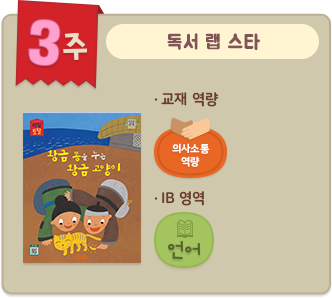 3주
독서 랩 스타
· 교재 역량
의사소통
역량
황금 똥을 누는
황금 고양이
· IB 영역
언어